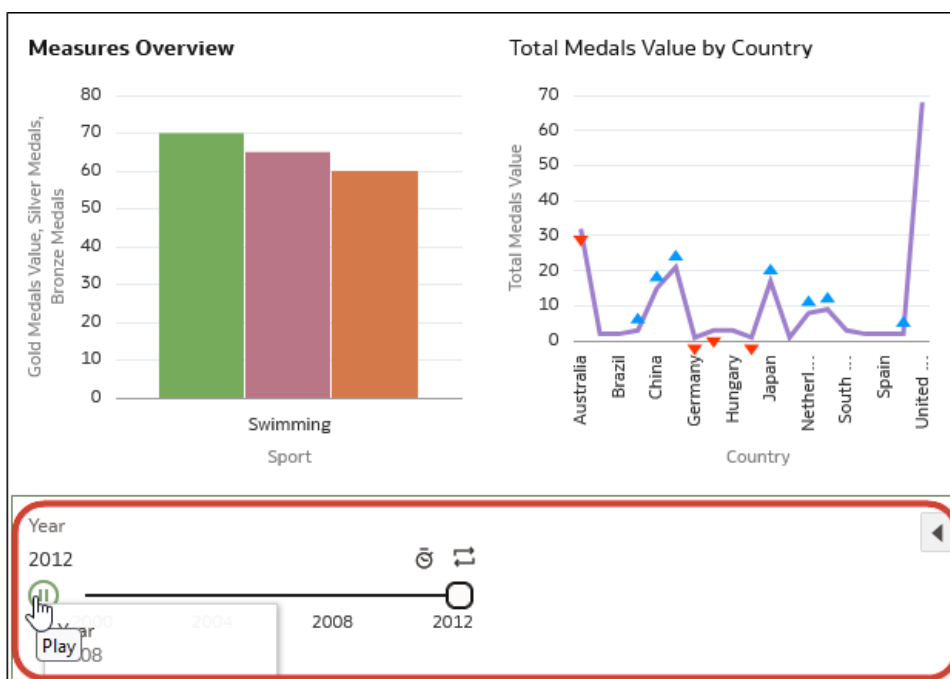 Measures Overview
80
70
60
50
40
30
20
10
0
Gold Medals Value, Silver Medals,
Bronze Medals
Swimming
Sport
Total Medals Value by Country
70
60
50
40
30
20
10
0
Total Medals Value
Australia
Brazil
China
Germany
Hungary
Japan
Netherl...
South ...
Spain
United ...
Country
Year
2012
2000 2004 2008 2012
Play